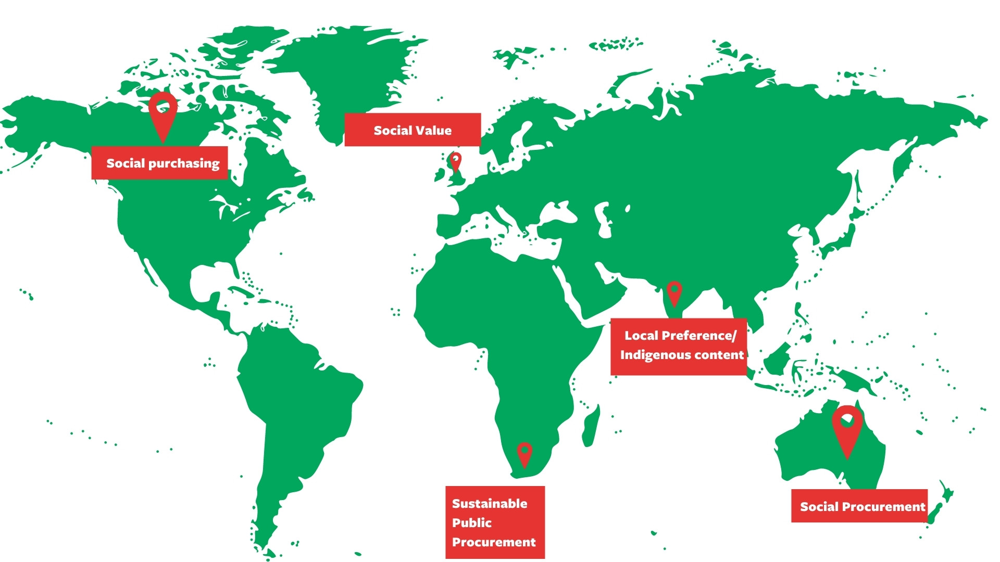 Social Value
Social purchasing
Local Preference/
Indigenous content
Sustainable
Public
Procurement
Social Procurement